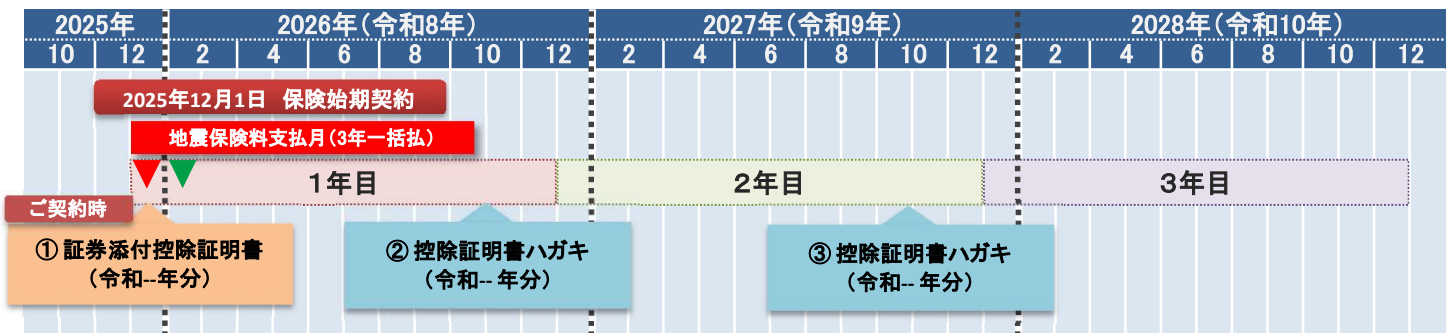 2025年 2026年(令和8年) 2027年(令和9年) 2028年(令和10年)
10 12 2 4 6 8 10 12 2 4 6 8 10 12 2 4 6 8 10 12
2025年12月1日 保険始期契約
地震保険料支払月(3年一括払)
1年目 2年目 3年目
ご契約時
① 証券添付控除証明書
(令和--年分)
② 控除証明書ハガキ
(令和-- 年分)
③ 控除証明書ハガキ
(令和-- 年分)